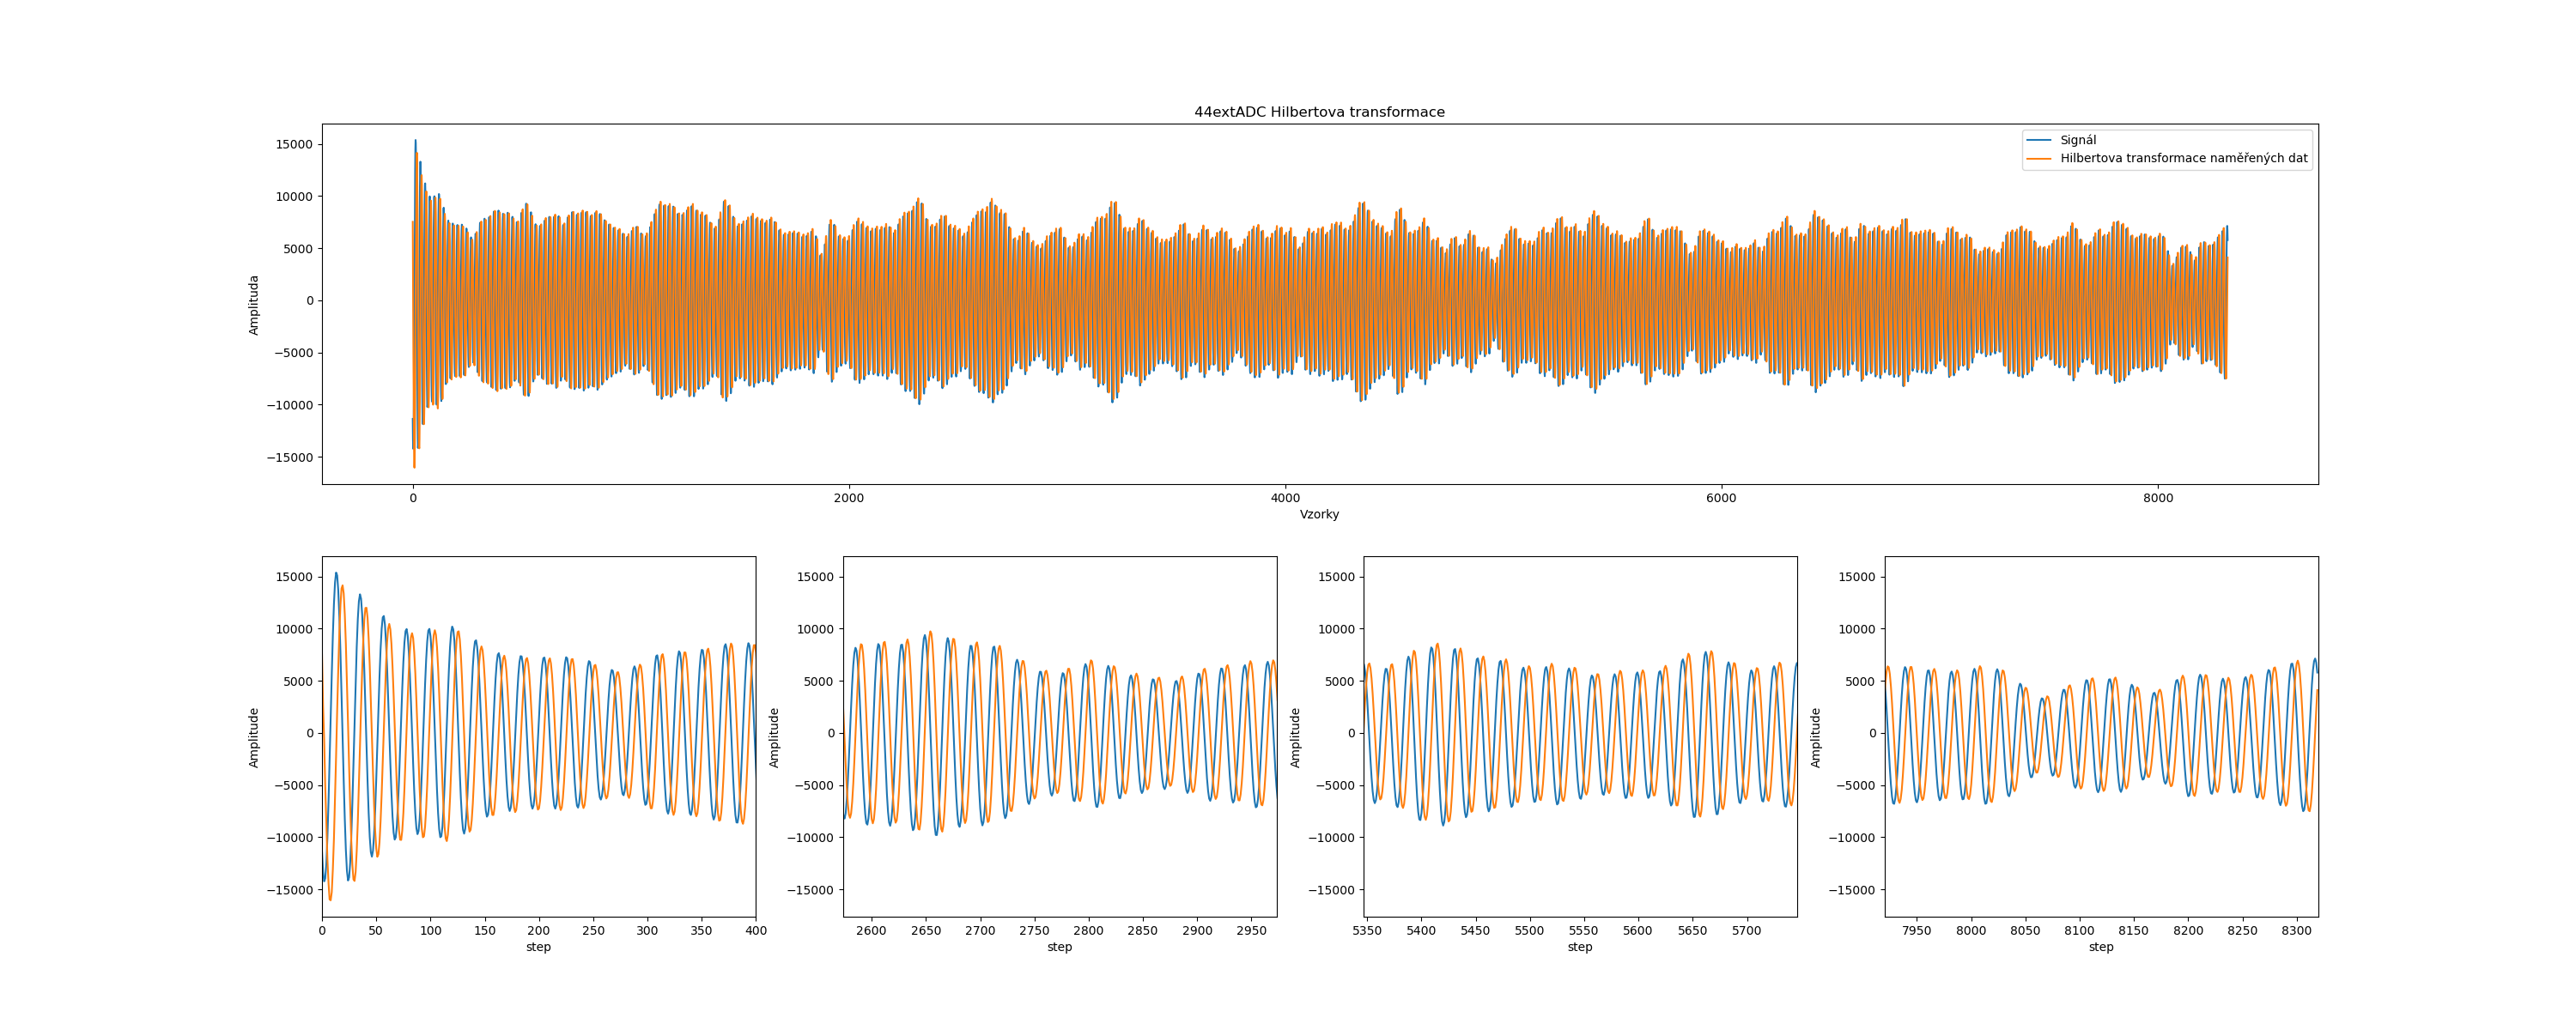 44extADC Hilbertova transformace
Signál
Hilbertova transformace naměřených dat
15000
10000
5000
0
−5000
−10000
−15000
Amplituda
0 2000 4000 6000 8000
Vzorky
15000
10000
5000
0
−5000
−10000
−15000
Amplitude
0 50 100 150 200 250 300 350 400
step
15000
10000
5000
0
−5000
−10000
−15000
Amplitude
2600 2650 2700 2750 2800 2850 2900 2950
step
15000
10000
5000
0
−5000
−10000
−15000
Amplitude
5350 5400 5450 5500 5550 5600 5650 5700
step
15000
10000
5000
0
−5000
−10000
−15000
Amplitude
7950 8000 8050 8100 8150 8200 8250 8300
step